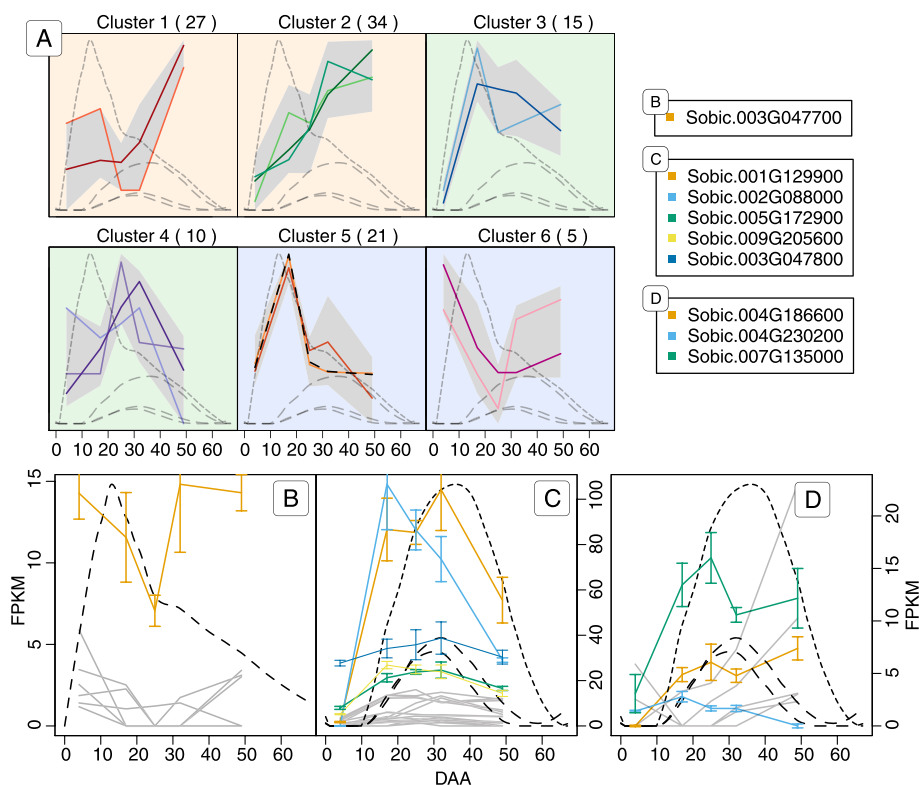 A
Cluster 1 ( 27 )
Cluster 2 ( 34 )
Cluster 3 ( 15 )
Cluster 4 ( 10 )
Cluster 5 ( 21 )
Cluster 6 ( 5 )
0 10 20 30 40 50 60
0 10 20 30 40 50 60
0 10 20 30 40 50 60
B
Sobic.003G047700
C
Sobic.001G129900
Sobic.002G088000
Sobic.005G172900
Sobic.009G205600
Sobic.003G047800
D
Sobic.004G186600
Sobic.004G230200
Sobic.007G135000
B
FPKM
15
10
5
0
0 10 20 30 40 50 60
C
100
80
60
40
20
0
0 10 20 30 40 50 60
DAA
D
20
15
10
5
0
FPKM
0 10 20 30 40 50 60